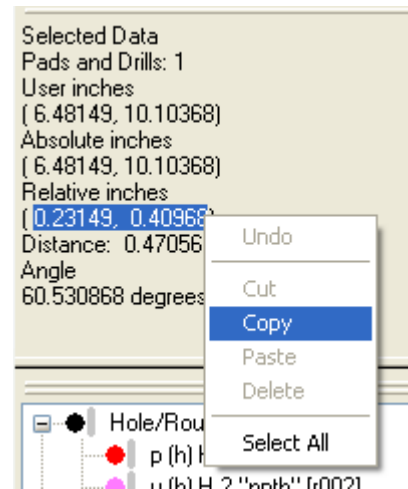 Selected Data
Pads and Drills: 1
User inches
( 6.48149, 10.10368)
Absolute inches
( 6.48149, 10.10368)
Relative inches
( 0.23149, 0.40968)
Distance: 0.47056
Angle
60.530868 degrees
Undo
Cut
Copy
Paste
Delete
Select All
Hole/Rou
p (h) H
u (h) H 2 "npth" [r002]